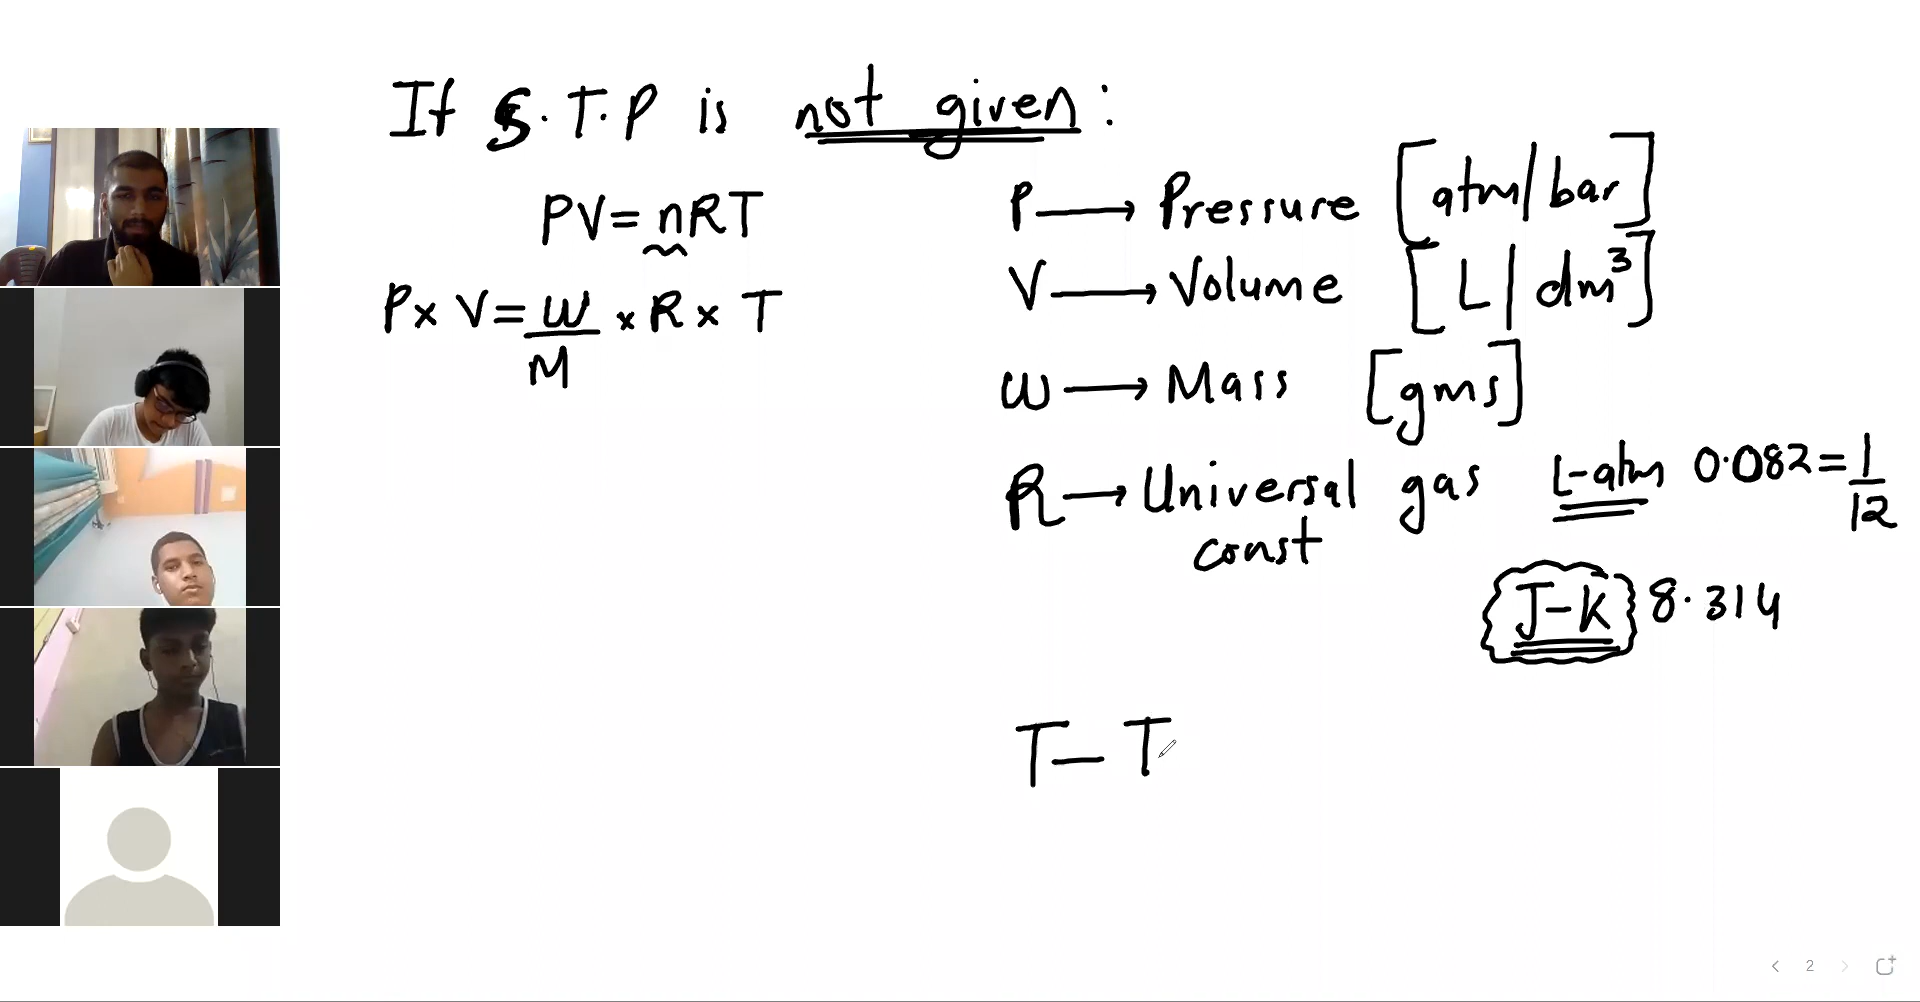 If S.T.P is not given:
PV = nRT
P × V = W/M × R × T
P → Pressure [atm/bar]
V → Volume [L/dm³]
W → Mass [gms]
R → Universal gas const
L-atm 0.082 = 1/12
J-K 8.314
T — T
2